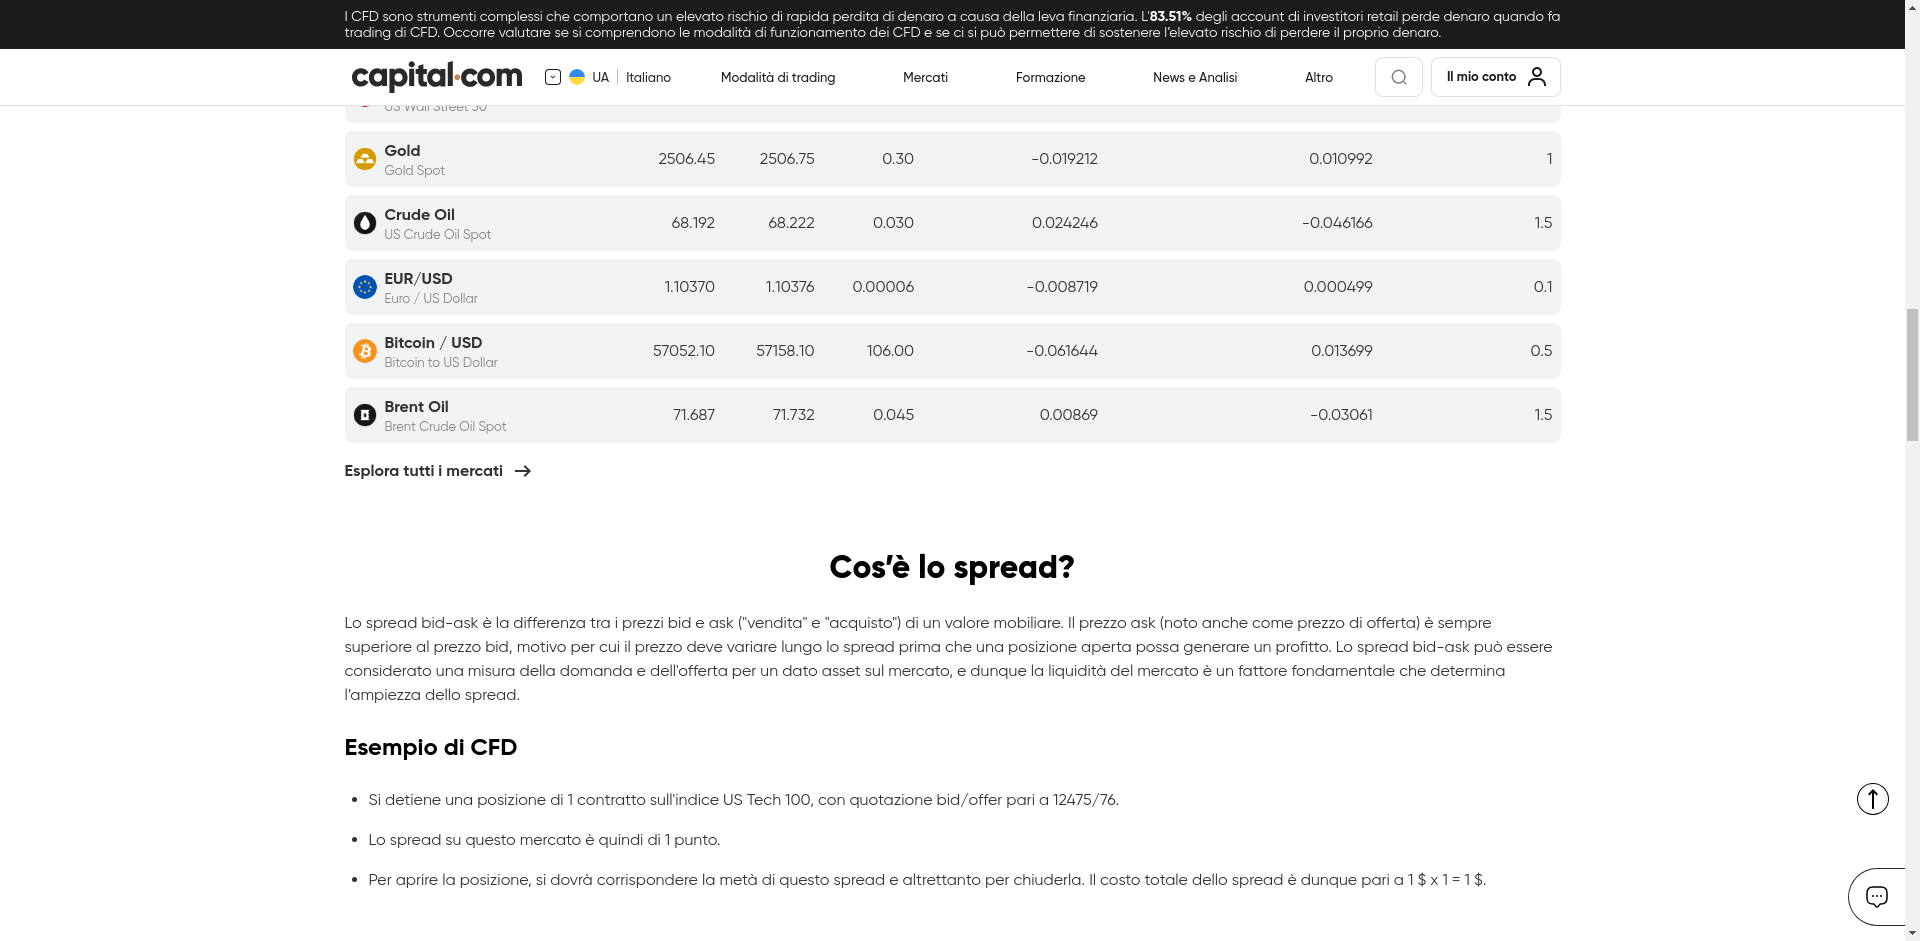 I CFD sono strumenti complessi che comportano un elevato rischio di rapida perdita di denaro a causa della leva finanziaria. L'83.51% degli account di investitori retail perde denaro quando fa
trading di CFD. Occorre valutare se si comprendono le modalità di funzionamento dei CFD e se ci si può permettere di sostenere l'elevato rischio di perdere il proprio denaro.
capital.com
UA
Italiano
Modalità di trading
Mercati
Formazione
News e Analisi
Altro
Il mio conto
US Wall Street 30
Gold
Gold Spot
2506.45 2506.75 0.30 -0.019212 0.010992 1
Crude Oil
US Crude Oil Spot
68.192 68.222 0.030 0.024246 -0.046166 1.5
EUR/USD
Euro / US Dollar
1.10370 1.10376 0.00006 -0.008719 0.000499 0.1
Bitcoin / USD
Bitcoin to US Dollar
57052.10 57158.10 106.00 -0.061644 0.013699 0.5
Brent Oil
Brent Crude Oil Spot
71.687 71.732 0.045 0.00869 -0.03061 1.5
Esplora tutti i mercati
Cos'è lo spread?
Lo spread bid-ask è la differenza tra i prezzi bid e ask ("vendita" e "acquisto") di un valore mobiliare. Il prezzo ask (noto anche come prezzo di offerta) è sempre
superiore al prezzo bid, motivo per cui il prezzo deve variare lungo lo spread prima che una posizione aperta possa generare un profitto. Lo spread bid-ask può essere
considerato una misura della domanda e dell'offerta per un dato asset sul mercato, e dunque la liquidità del mercato è un fattore fondamentale che determina
l'ampiezza dello spread.
Esempio di CFD
• Si detiene una posizione di 1 contratto sull'indice US Tech 100, con quotazione bid/offer pari a 12475/76.
• Lo spread su questo mercato è quindi di 1 punto.
• Per aprire la posizione, si dovrà corrispondere la metà di questo spread e altrettanto per chiuderla. Il costo totale dello spread è dunque pari a 1 $ x 1 = 1 $.